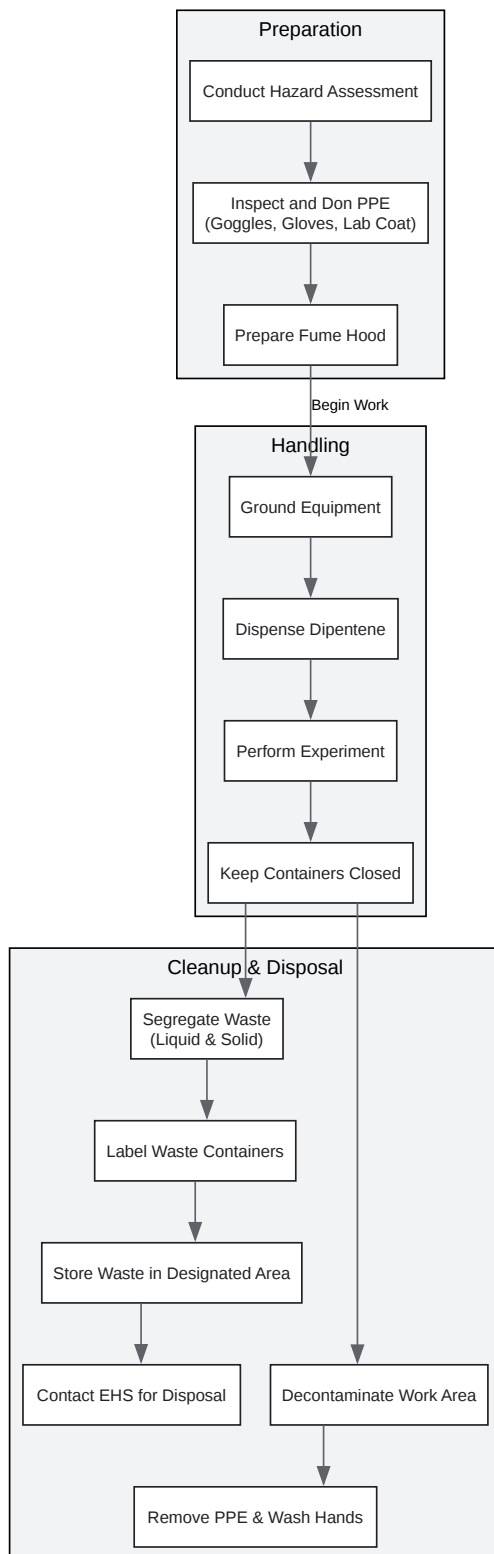 Preparation
Conduct Hazard Assessment
Inspect and Don PPE
(Goggles, Gloves, Lab Coat)
Prepare Fume Hood
Begin Work
Handling
Ground Equipment
Dispense Dipentene
Perform Experiment
Keep Containers Closed
Cleanup & Disposal
Segregate Waste
(Liquid & Solid)
Label Waste Containers
Store Waste in Designated Area
Contact EHS for Disposal
Decontaminate Work Area
Remove PPE & Wash Hands